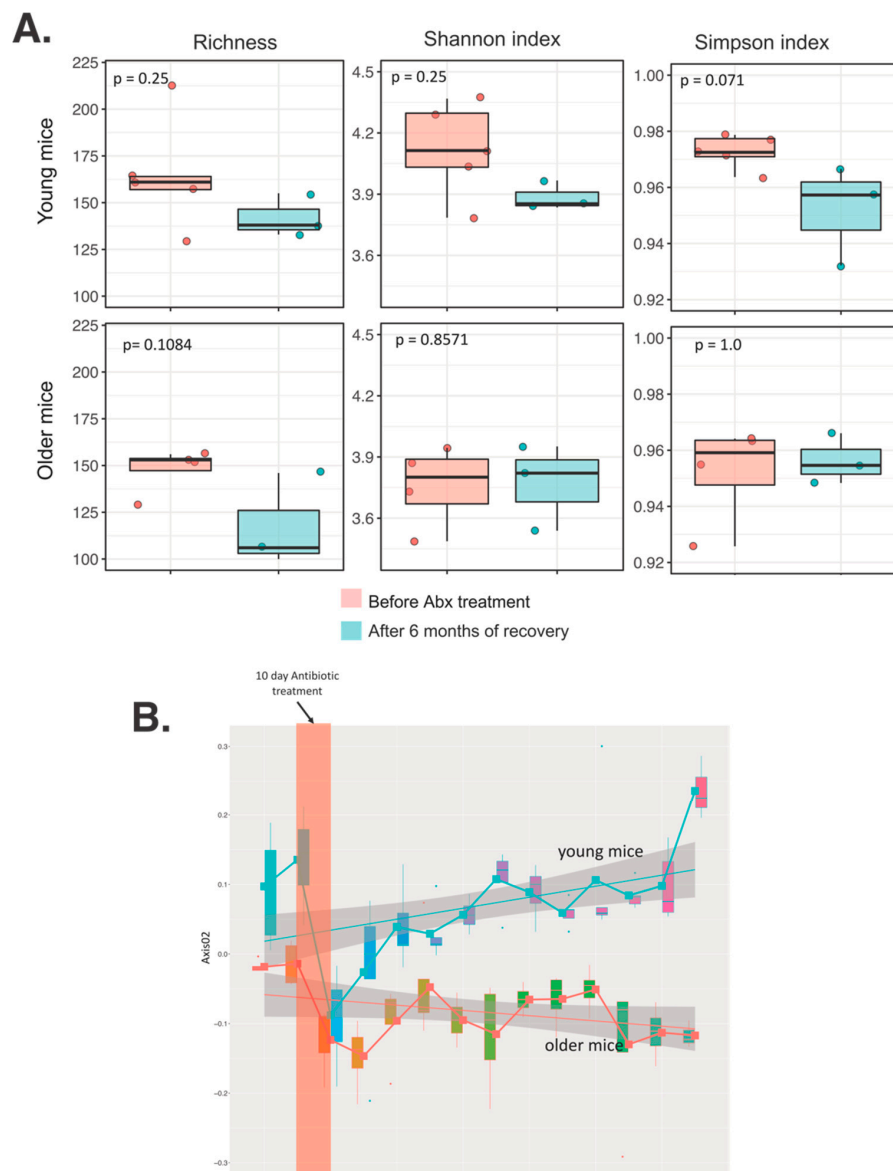 A.
Richness
Shannon index
Simpson index
Young mice
225
200
175
150
125
100
p = 0.25
4.5
4.2
3.9
3.6
p = 0.25
1.00
0.98
0.96
0.94
0.92
p = 0.071
Older mice
225
200
175
150
125
100
p= 0.1084
4.5
4.2
3.9
3.6
p = 0.8571
1.00
0.98
0.96
0.94
0.92
p = 1.0
Before Abx treatment
After 6 months of recovery
B.
10 day Antibiotic
treatment
Axis02
0.3
0.2
0.1
0.0
-0.1
-0.2
-0.3
young mice
older mice